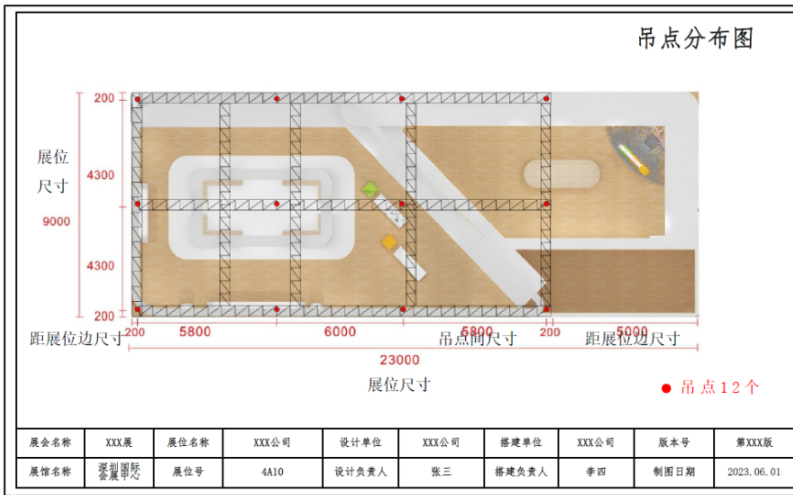 吊点分布图
200
展位
尺寸
4300
9000
4300
200
200 5800 6000 5800 200 5000
距展位边尺寸 吊点间尺寸 距展位边尺寸
23000
展位尺寸
吊点12个
展会名称 XXX展 展位名称 XXX公司 设计单位 XXX公司 搭建单位 XXX公司 版本号 第XXX版
展馆名称 深圳国际会展中心 展位号 4A10 设计负责人 张三 搭建负责人 李四 制图日期 2023.06.01